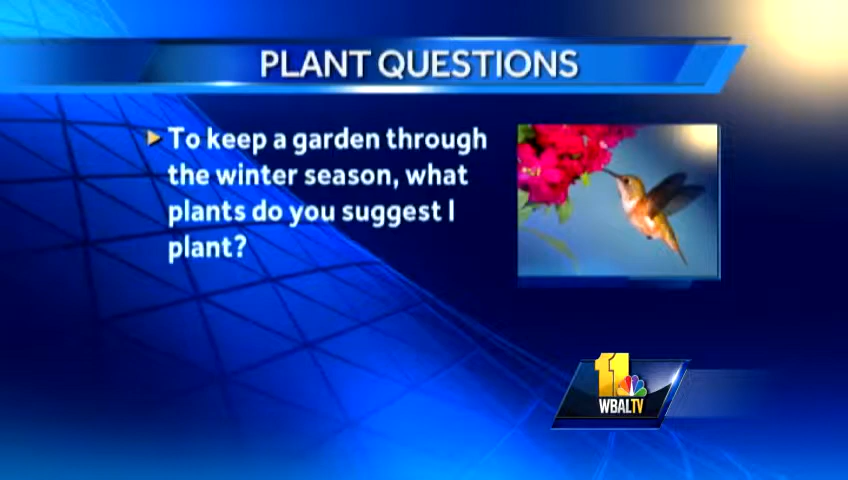 PLANT QUESTIONS
To keep a garden through
the winter season, what
plants do you suggest I
plant?
11
WBALTV